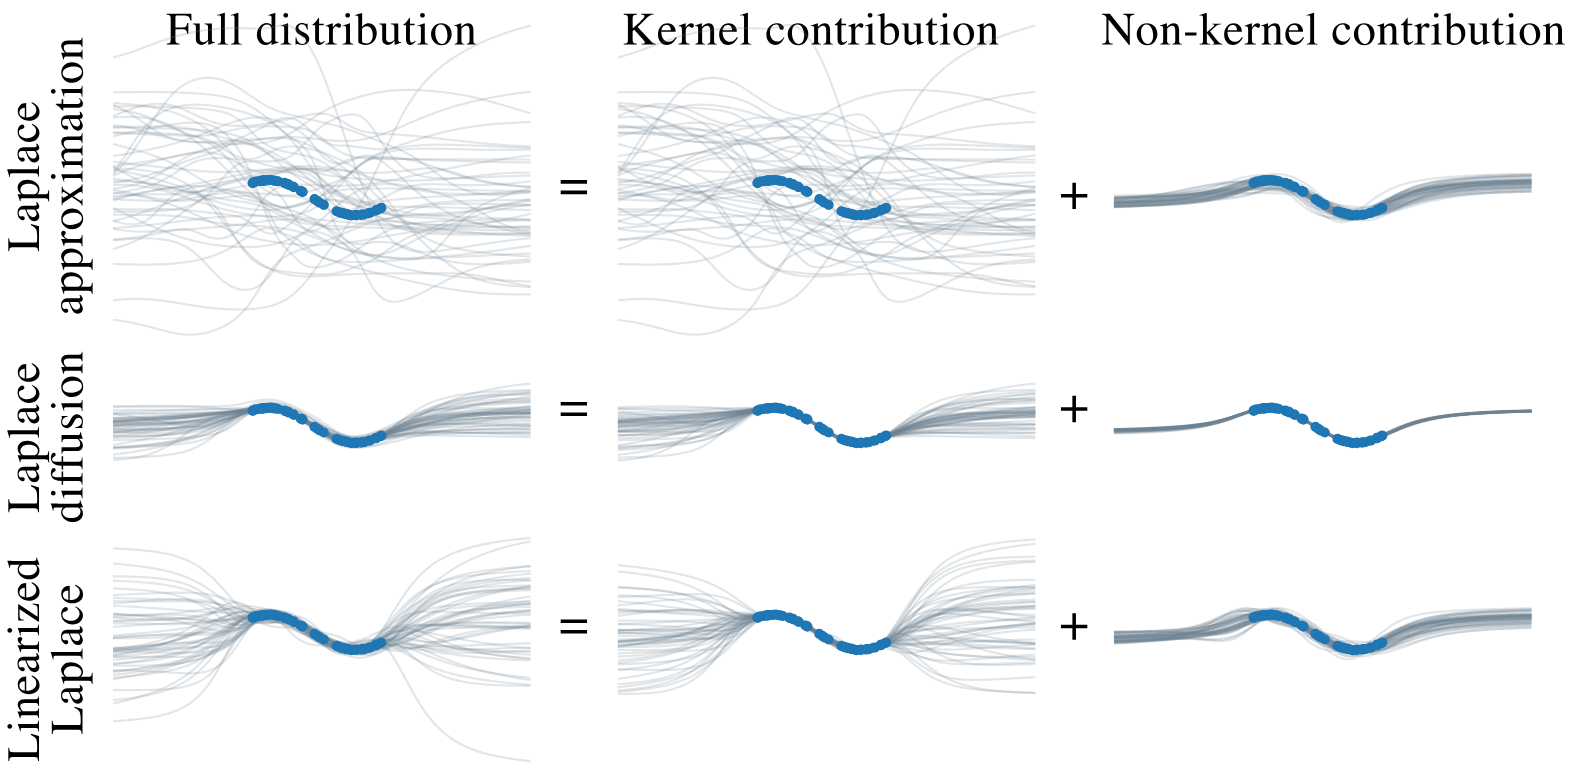 Full distribution
Kernel contribution
Non-kernel contribution
Laplace
approximation
=
+
Laplace
diffusion
=
+
Linearized
Laplace
=
+